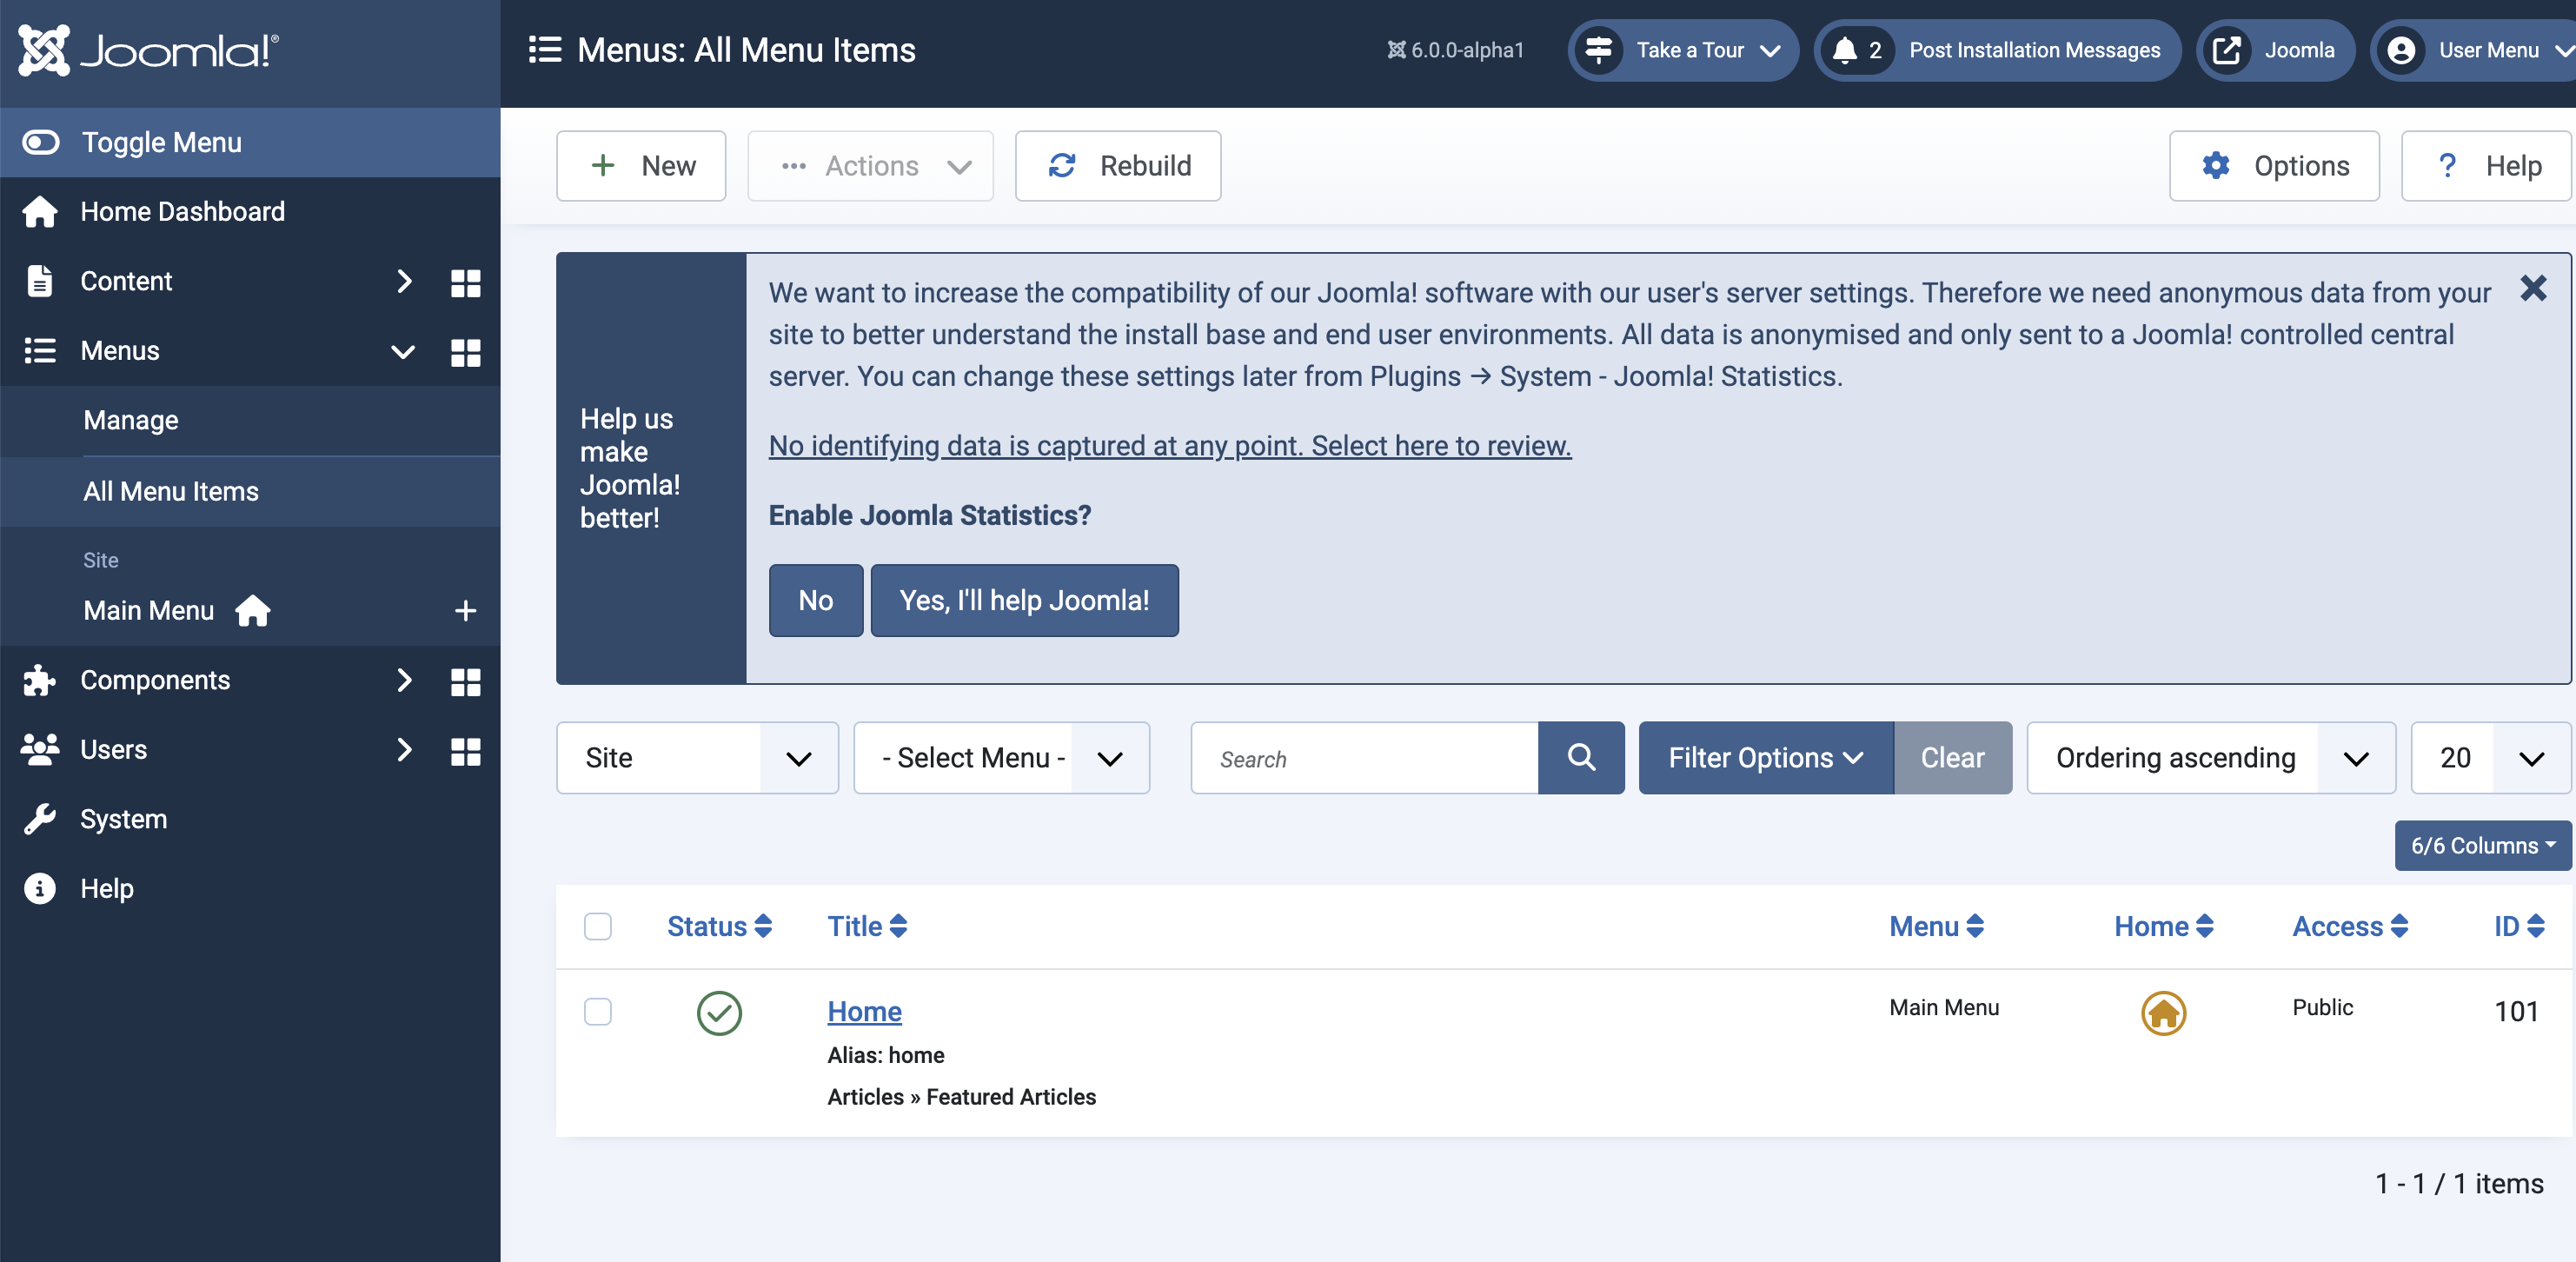 Joomla!®
Menus: All Menu Items
6.0.0-alpha1
Take a Tour
2 Post Installation Messages
Joomla
User Menu
Toggle Menu
Home Dashboard
Content
Menus
Manage
All Menu Items
Site
Main Menu
Components
Users
System
Help
New
Actions
Rebuild
Options
? Help
Help us
make
Joomla!
better!
We want to increase the compatibility of our Joomla! software with our user's server settings. Therefore we need anonymous data from your
site to better understand the install base and end user environments. All data is anonymised and only sent to a Joomla! controlled central
server. You can change these settings later from Plugins → System - Joomla! Statistics.
No identifying data is captured at any point. Select here to review.
Enable Joomla Statistics?
No
Yes, I'll help Joomla!
Site
- Select Menu -
Search
Filter Options
Clear
Ordering ascending
20
6/6 Columns
Status
Title
Menu
Home
Access
ID
Home
Main Menu
Public
101
Alias: home
Articles » Featured Articles
1 - 1 / 1 items